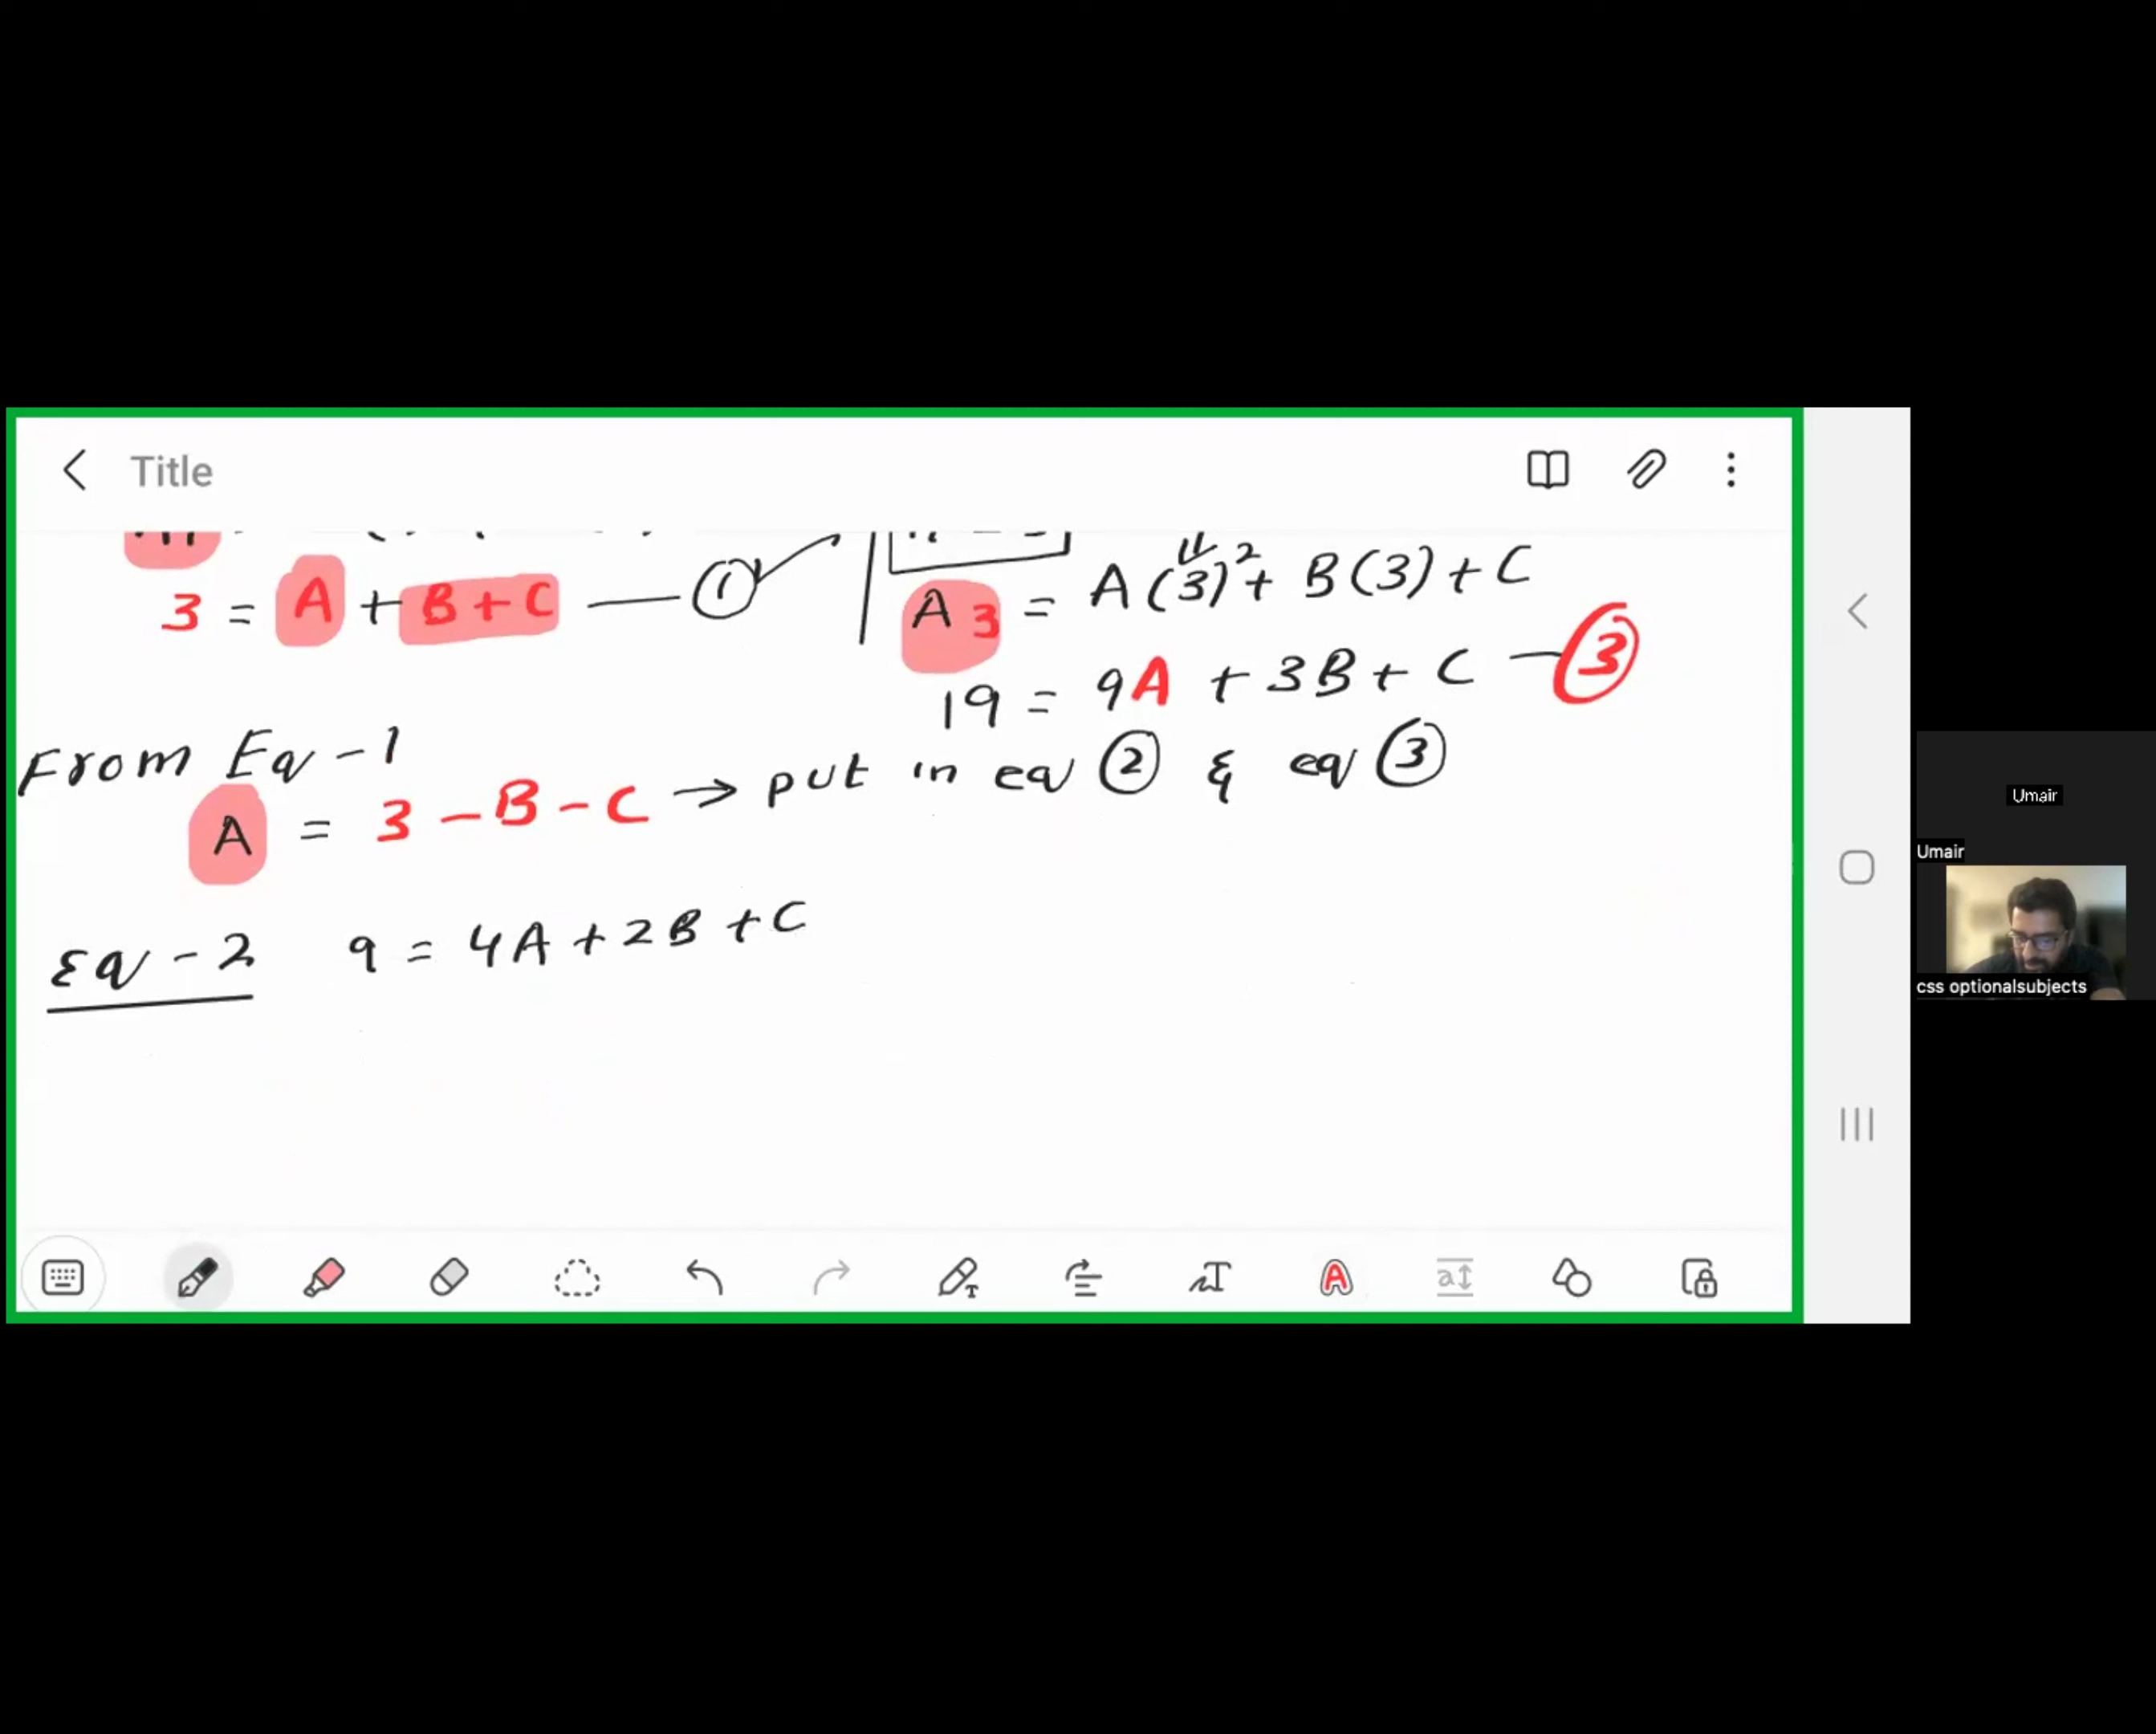 Title
3 = A + B + C — ①
A3 = A(3)² + B(3) + C
19 = 9A + 3B + C — ③
From Eq-1
A = 3 - B - C → put in eq ② & eq ③
Eq-2 9 = 4A + 2B + C
Umair
Umair
css optionalsubjects